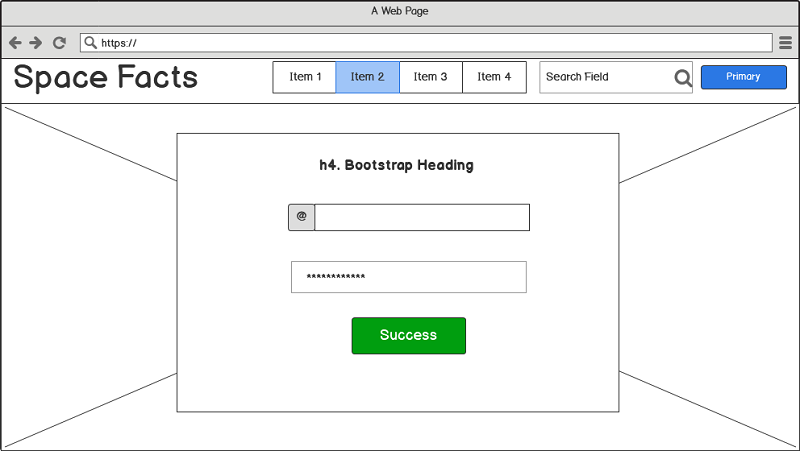 A Web Page
https://
Space Facts
Item 1 Item 2 Item 3 Item 4
Search Field
Primary
h4. Bootstrap Heading
@
************
Success